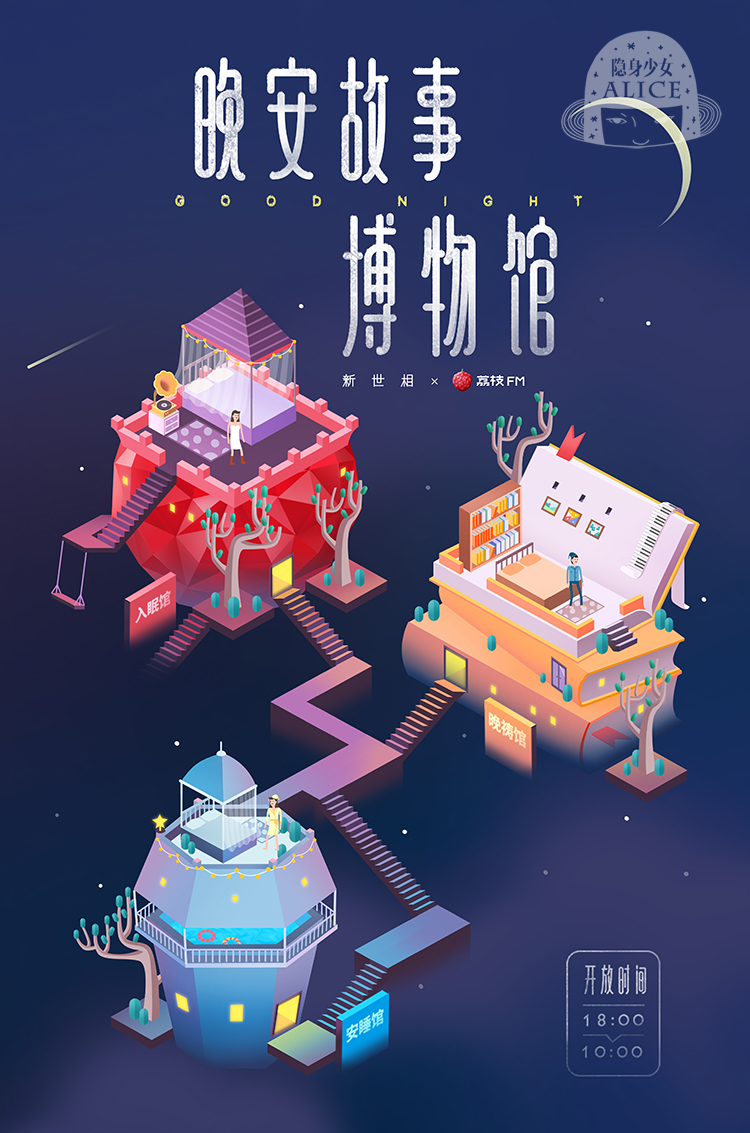 隐身少女
ALICE
晚安故事
GOOD NIGHT
博物馆
新世相 × 荔枝FM
入眠馆
晚祷馆
安睡馆
开放时间
18:00
10:00